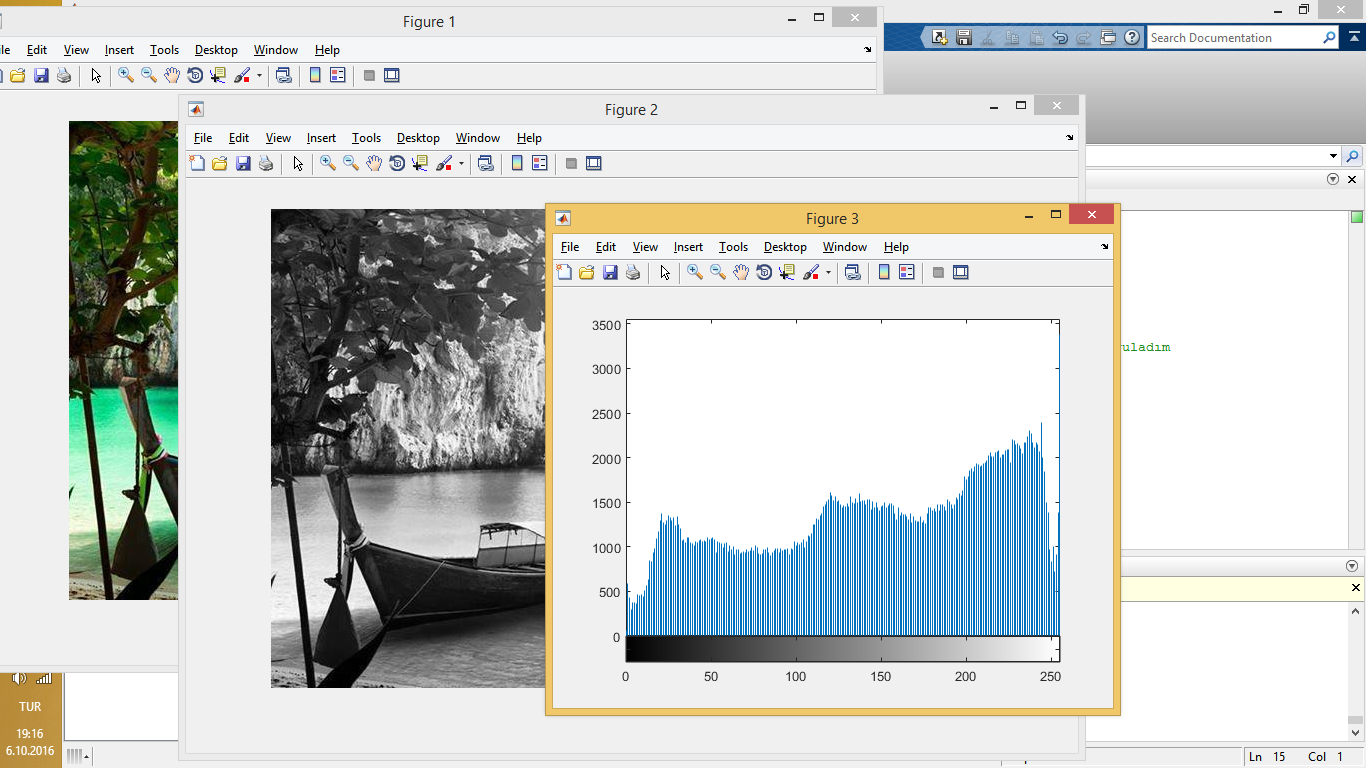 Figure 1
Edit View Insert Tools Desktop Window Help
Search Documentation
Figure 2
File Edit View Insert Tools Desktop Window Help
Figure 3
File Edit View Insert Tools Desktop Window Help
3500
3000
2500
2000
1500
1000
500
0
0 50 100 150 200 250
uladım
TUR
19:16
6.10.2016
Ln 15 Col 1